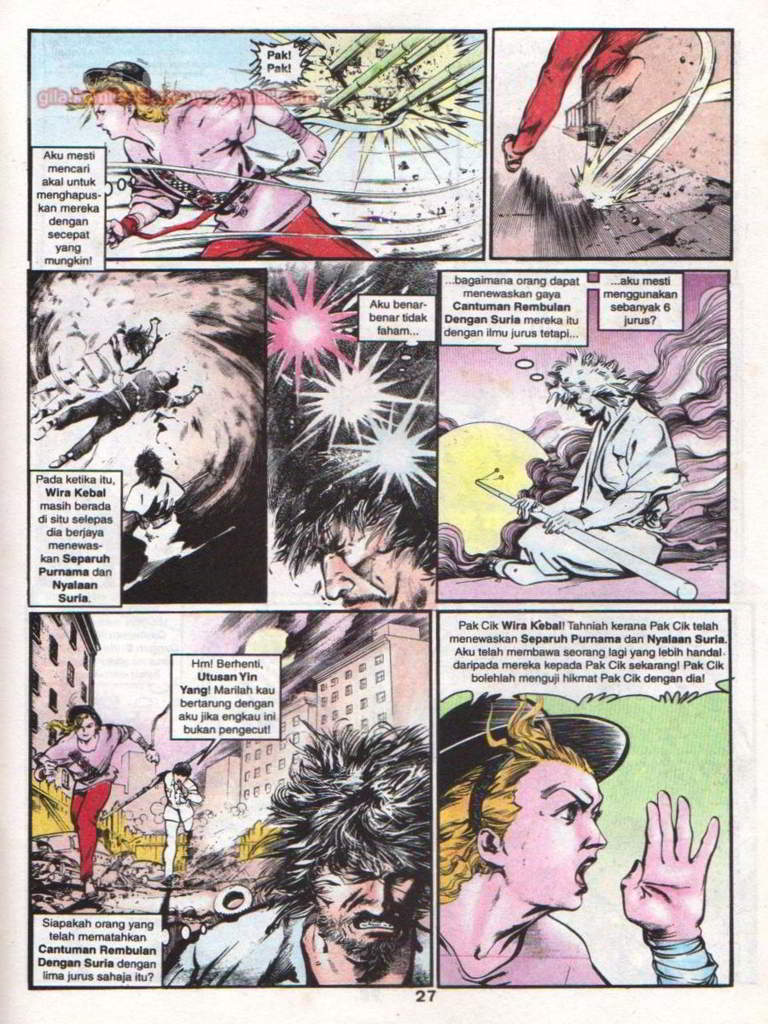 Pak!
Pak!
Aku mesti
mencari
akal untuk
menghapus-
kan mereka
dengan
secepat
yang
mungkin!
Pada ketika itu,
Wira Kebal
masih berada
di situ selepas
dia berjaya
menewas-
kan Separuh
Purnama dan
Nyalaan
Suria.
Aku benar-
benar tidak
faham...
...bagaimana orang dapat
menewaskan gaya
Cantuman Rembulan
Dengan Suria mereka itu
dengan ilmu jurus tetapi...
...aku mesti
menggunakan
sebanyak 6
jurus?
Hm! Berhenti,
Utusan Yin
Yang! Marilah kau
bertarung dengan
aku jika engkau ini
bukan pengecut!
Siapakah orang yang
telah mematahkan
Cantuman Rembulan
Dengan Suria dengan
lima jurus sahaja itu?
Pak Cik Wira Kebal! Tahniah kerana Pak Cik telah
menewaskan Separuh Purnama dan Nyalaan Suria.
Aku telah membawa seorang lagi yang lebih handal
daripada mereka kepada Pak Cik sekarang! Pak Cik
bolehlah menguji hikmat Pak Cik dengan dia!
27